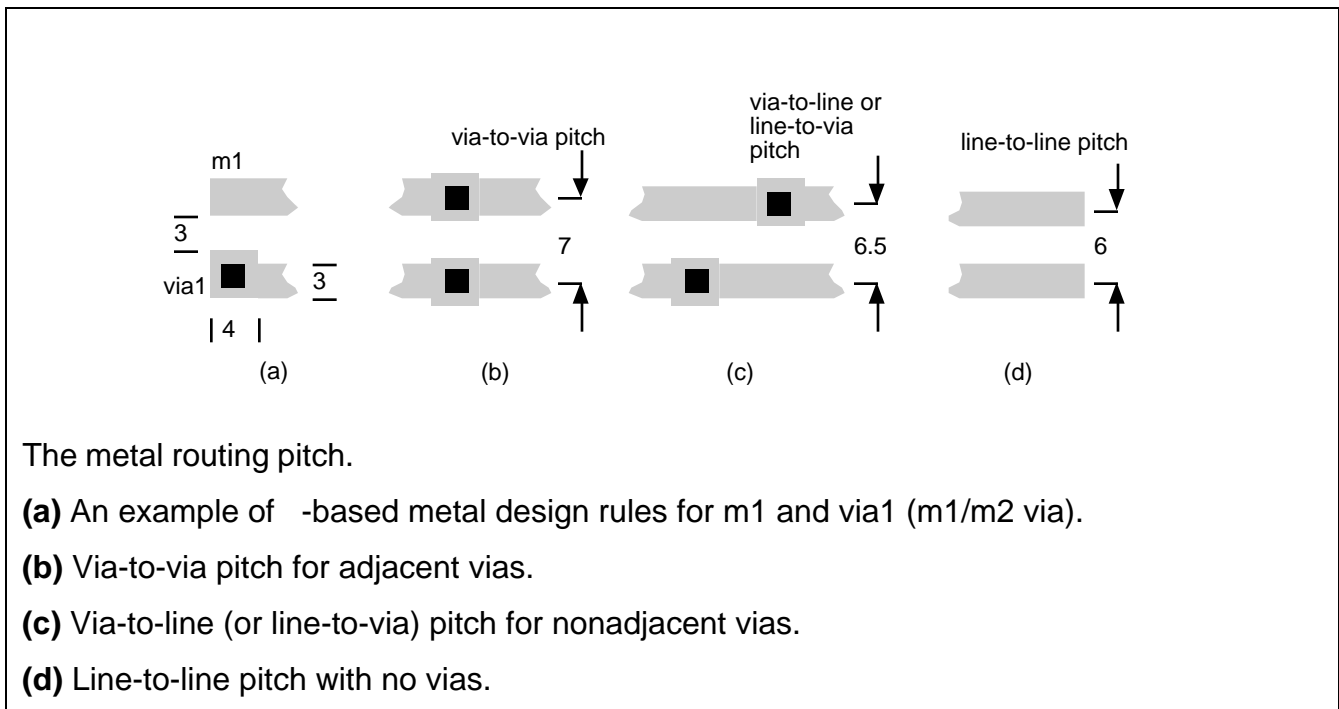 via-to-line or
line-to-via
pitch
via-to-via pitch
line-to-line pitch
m1
3
7
6.5
6
via1
3
4
(a)
(b)
(c)
(d)
The metal routing pitch.
(a) An example of -based metal design rules for m1 and via1 (m1/m2 via).
(b) Via-to-via pitch for adjacent vias.
(c) Via-to-line (or line-to-via) pitch for nonadjacent vias.
(d) Line-to-line pitch with no vias.